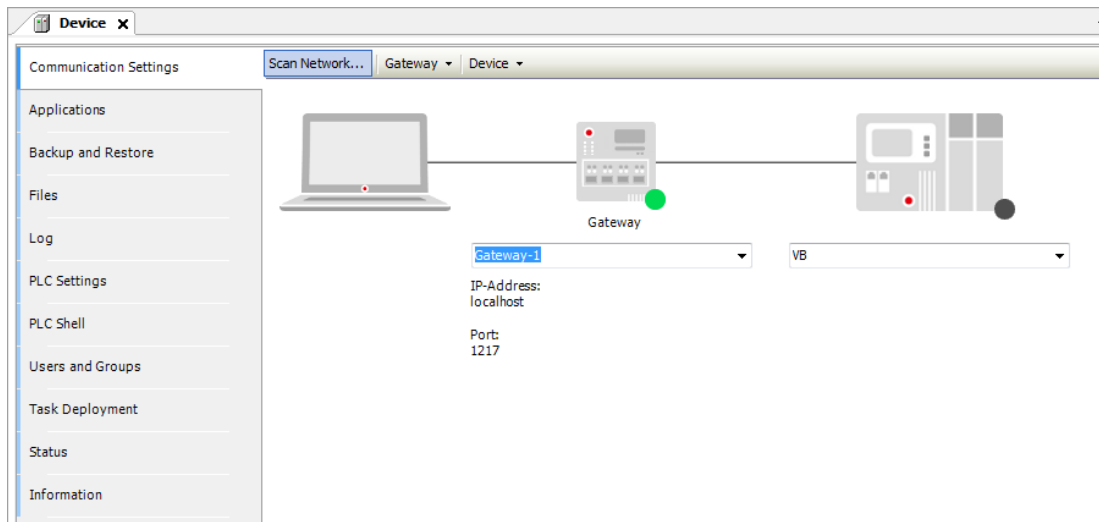 Device
Communication Settings
Applications
Backup and Restore
Files
Log
PLC Settings
PLC Shell
Users and Groups
Task Deployment
Status
Information
Scan Network... Gateway Device
Gateway
Gateway-1 VB
IP-Address:
localhost
Port:
1217